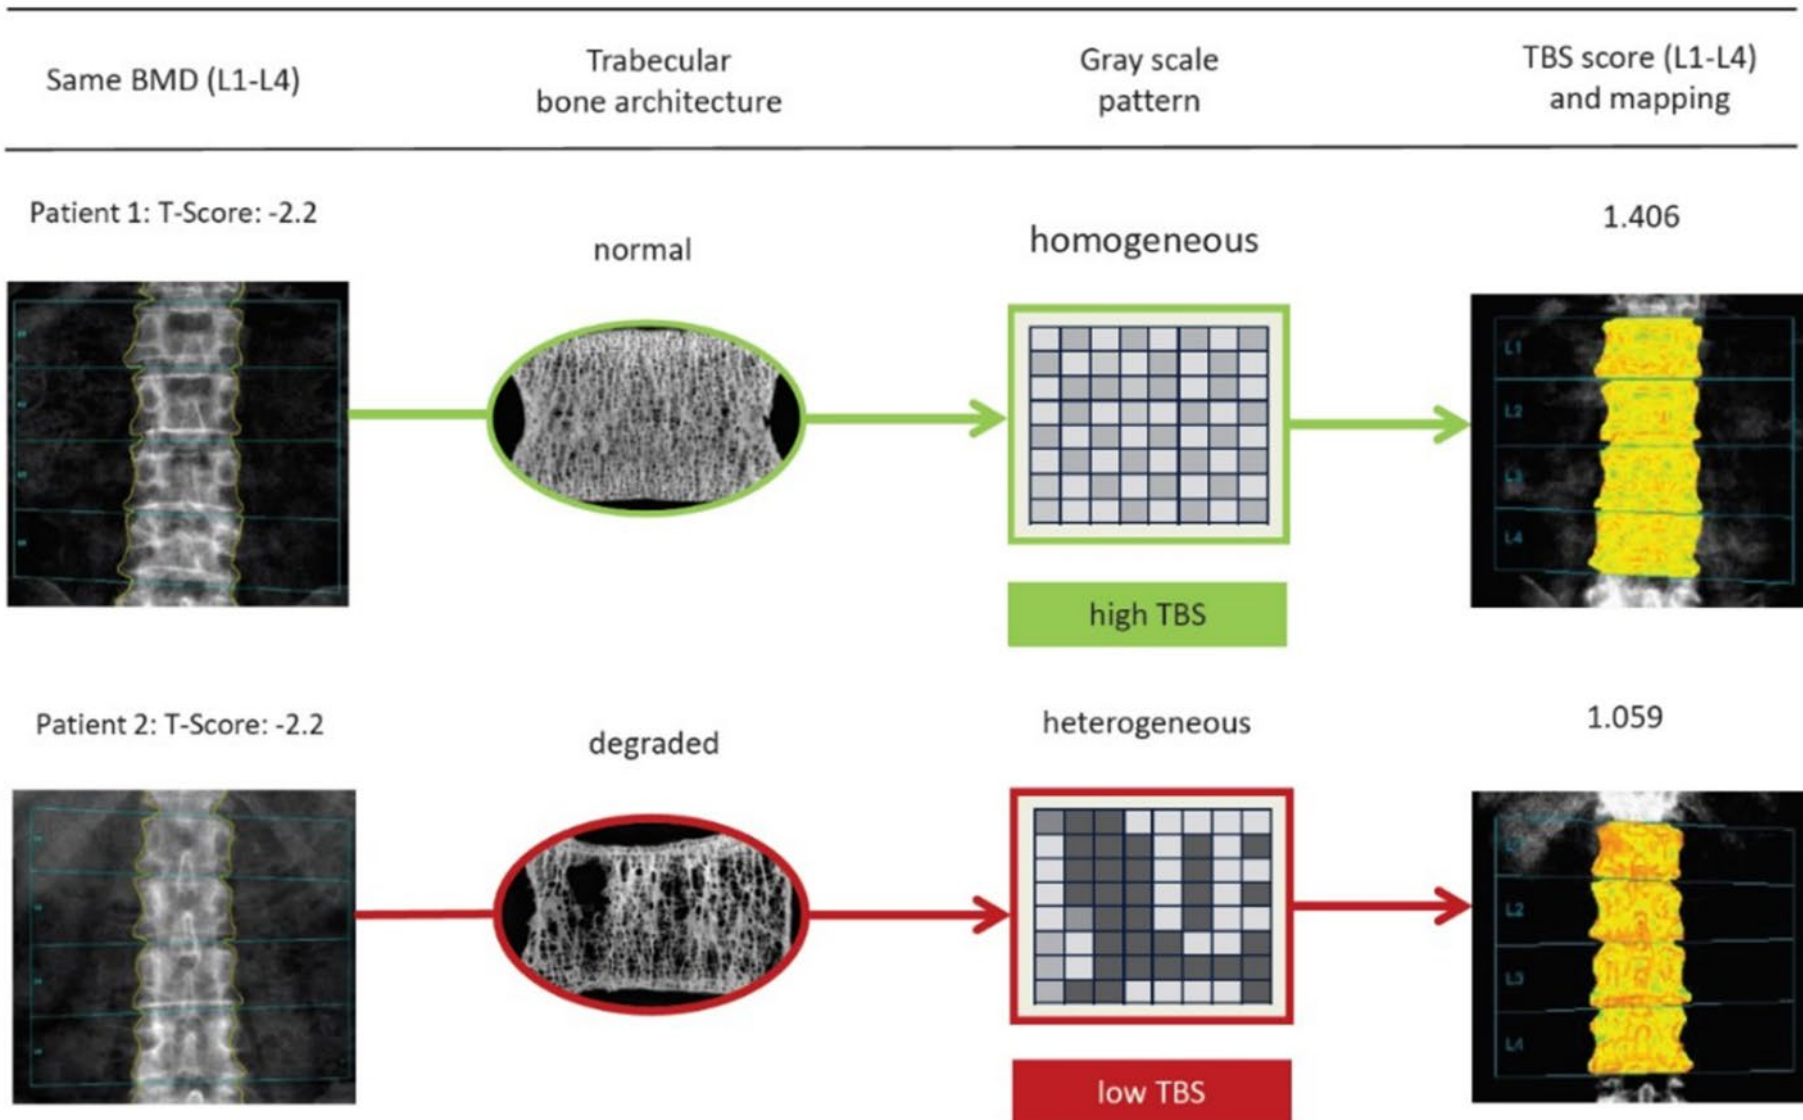 Same BMD (L1-L4)
Trabecular
bone architecture
Gray scale
pattern
TBS score (L1-L4)
and mapping
Patient 1: T-Score: -2.2
normal
homogeneous
1.406
L1
L2
L3
L4
high TBS
Patient 2: T-Score: -2.2
degraded
heterogeneous
1.059
L2
L3
L4
low TBS